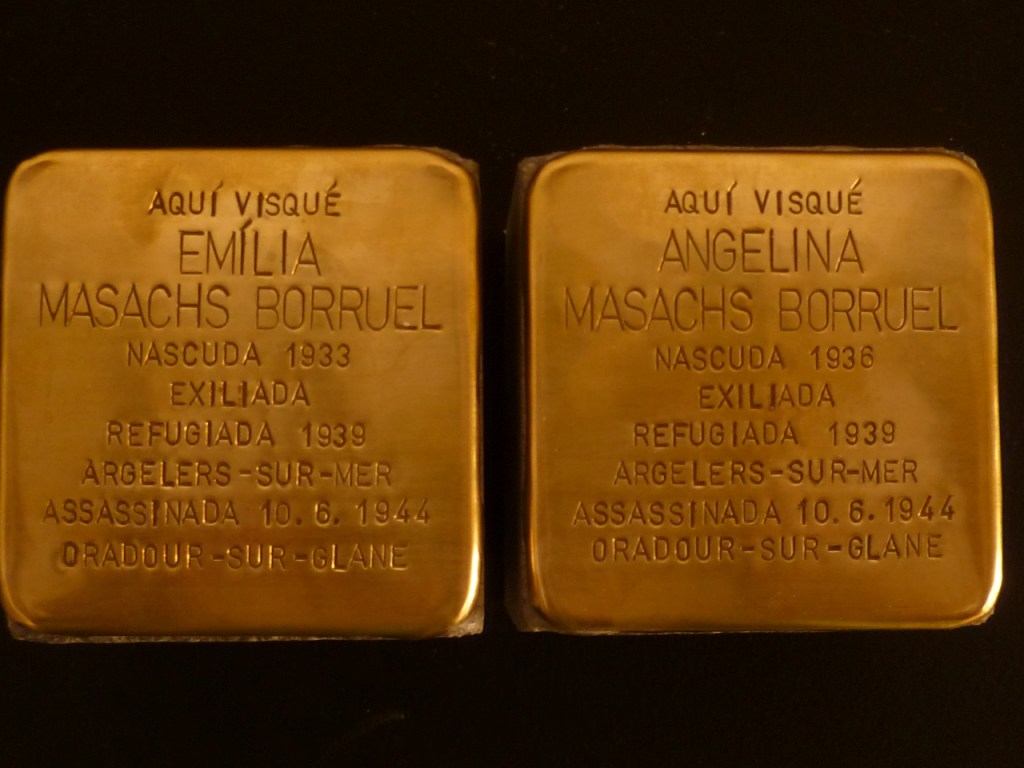 AQUÍ VISQUÉ
EMÍLIA
MASACHS BORRUEL
NASCUDA 1933
EXILIADA
REFUGIADA 1939
ARGELERS-SUR-MER
ASSASSINADA 10.6.1944
ORADOUR-SUR-GLANE
AQUÍ VISQUÉ
ANGELINA
MASACHS BORRUEL
NASCUDA 1936
EXILIADA
REFUGIADA 1939
ARGELERS-SUR-MER
ASSASSINADA 10.6.1944
ORADOUR-SUR-GLANE